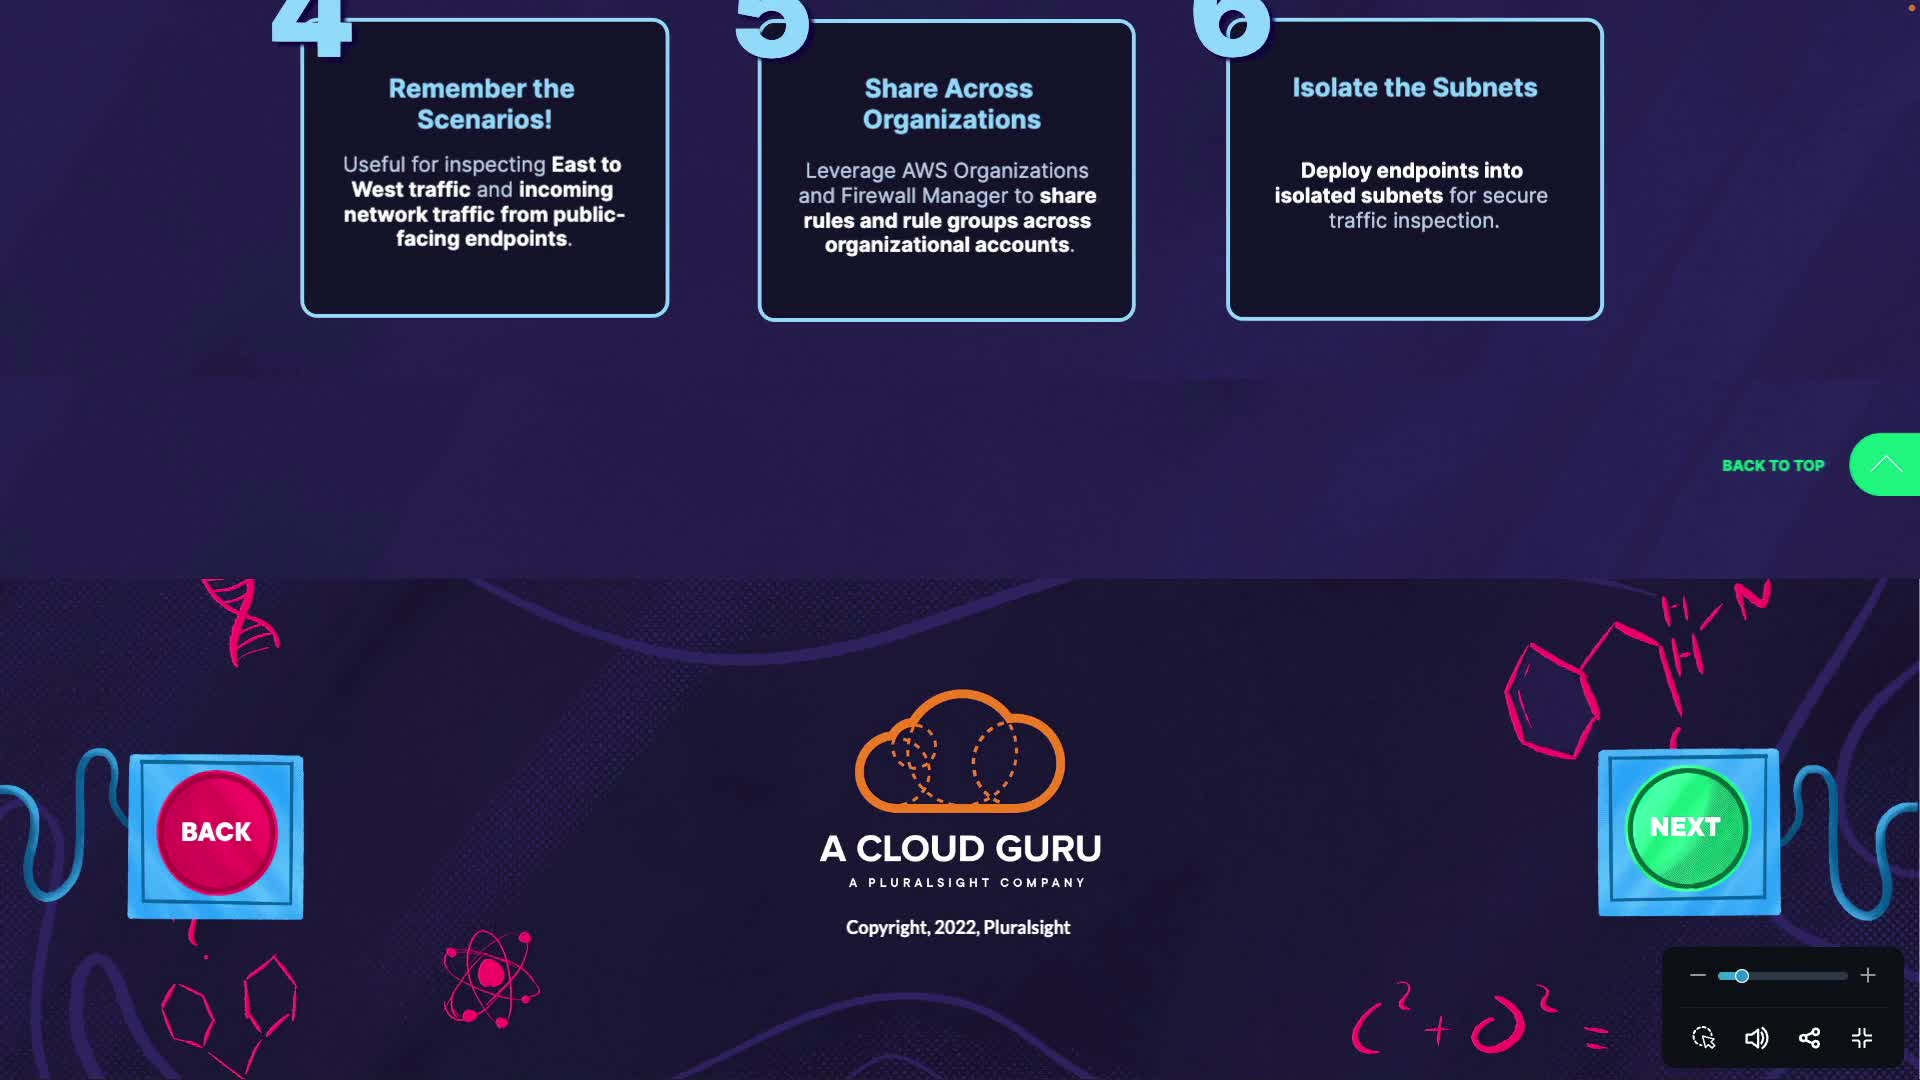 4
Remember the
Scenarios!
Useful for inspecting East to
West traffic and incoming
network traffic from public-
facing endpoints.
5
Share Across
Organizations
Leverage AWS Organizations
and Firewall Manager to share
rules and rule groups across
organizational accounts.
6
Isolate the Subnets
Deploy endpoints into
isolated subnets for secure
traffic inspection.
BACK TO TOP
H
N
H
BACK
NEXT
A CLOUD GURU
A PLURALSIGHT COMPANY
Copyright, 2022, Pluralsight
C² + O² =